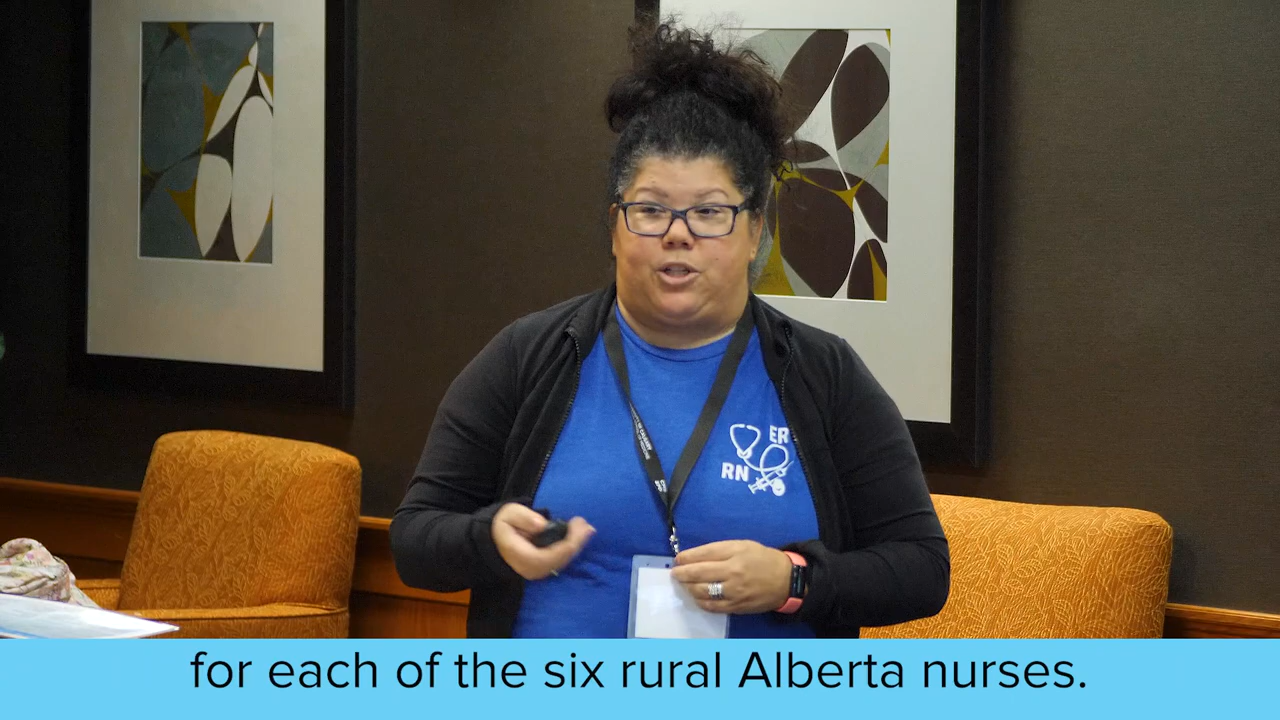 ER
RN
for each of the six rural Alberta nurses.